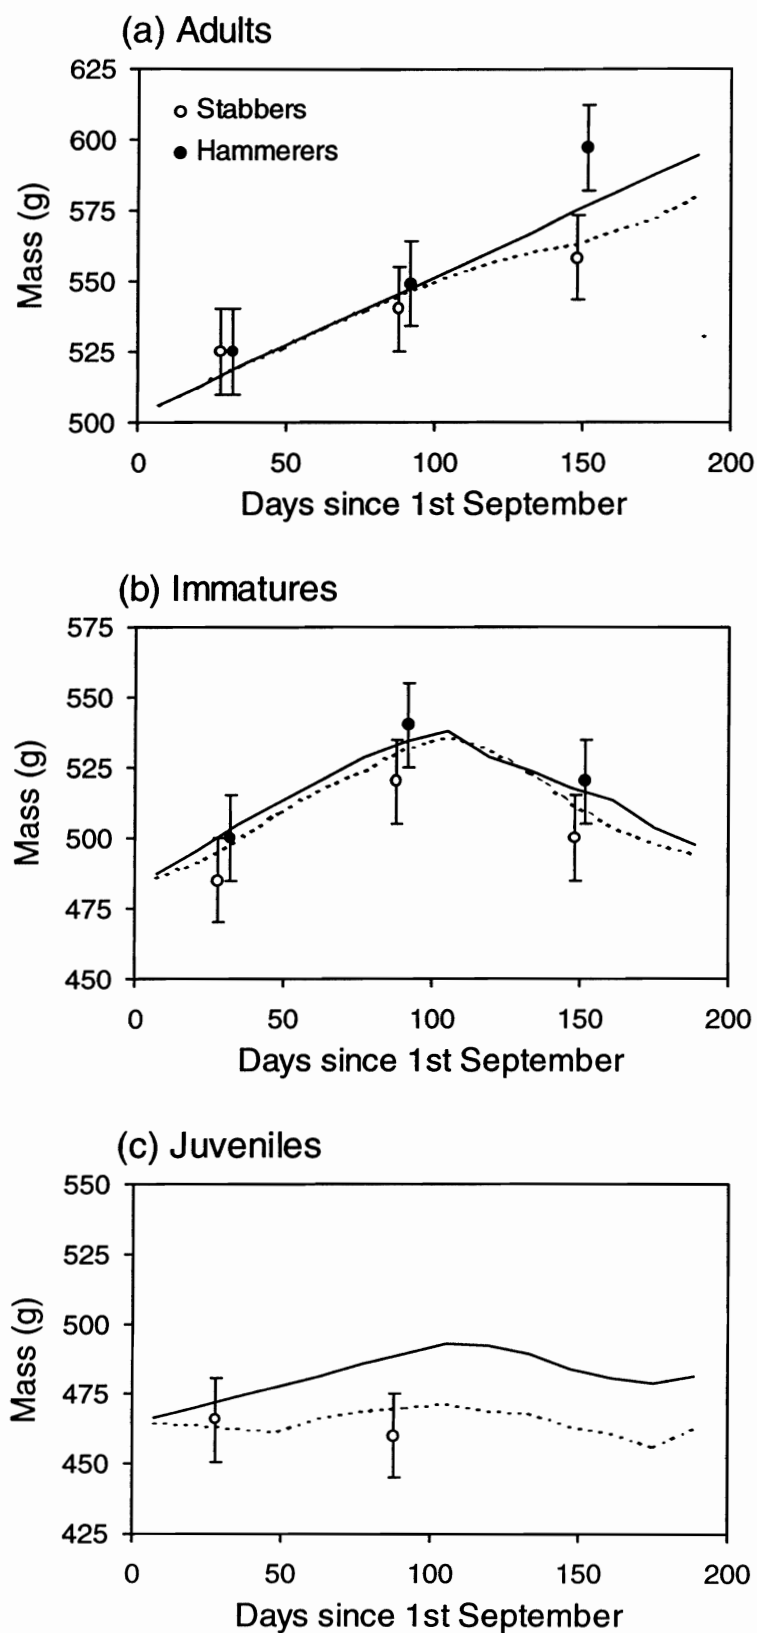 (a) Adults
625
600
575
550
525
500
Mass (g)
Stabbers
Hammerers
0 50 100 150 200
Days since 1st September
(b) Immatures
575
550
525
500
475
450
Mass (g)
0 50 100 150 200
Days since 1st September
(c) Juveniles
550
525
500
475
450
425
Mass (g)
0 50 100 150 200
Days since 1st September